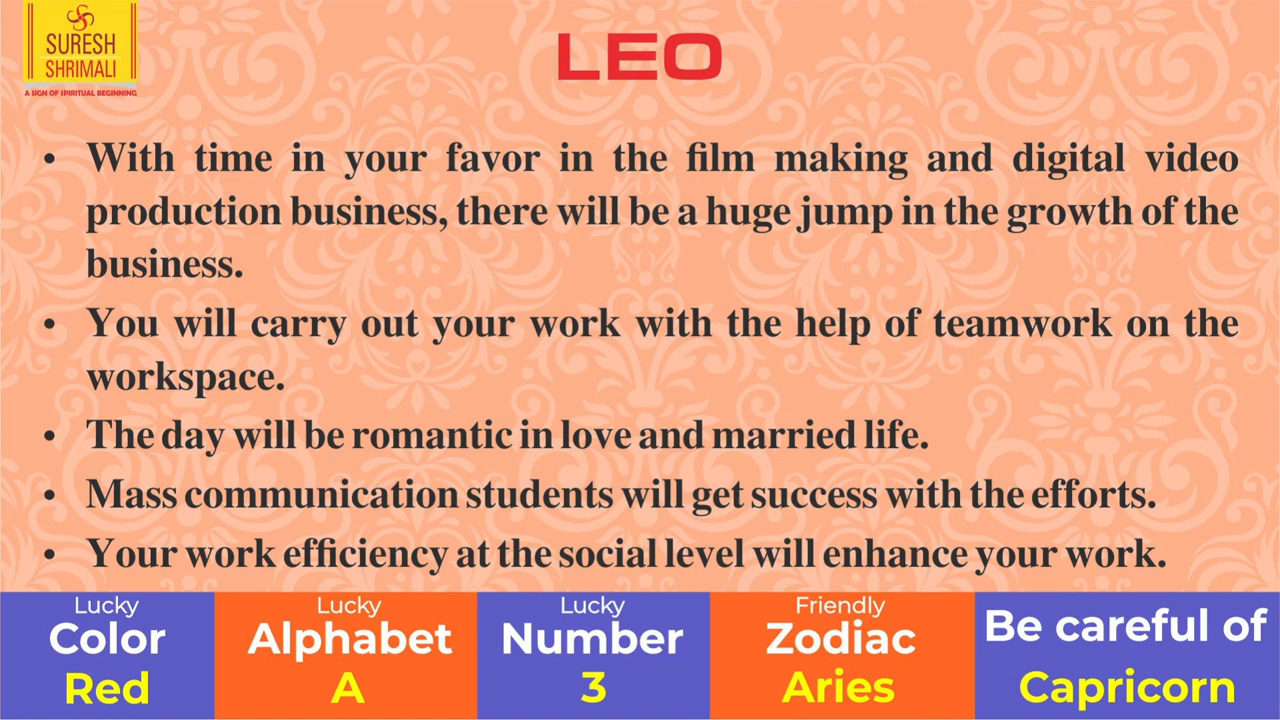 SURESH
SHRIMALI
A SIGN OF SPIRITUAL BEGINNING
LEO
• With time in your favor in the film making and digital video
production business, there will be a huge jump in the growth of the
business.
• You will carry out your work with the help of teamwork on the
workspace.
• The day will be romantic in love and married life.
• Mass communication students will get success with the efforts.
• Your work efficiency at the social level will enhance your work.
Lucky
Color
Red
Lucky
Alphabet
A
Lucky
Number
3
Friendly
Zodiac
Aries
Be careful of
Capricorn